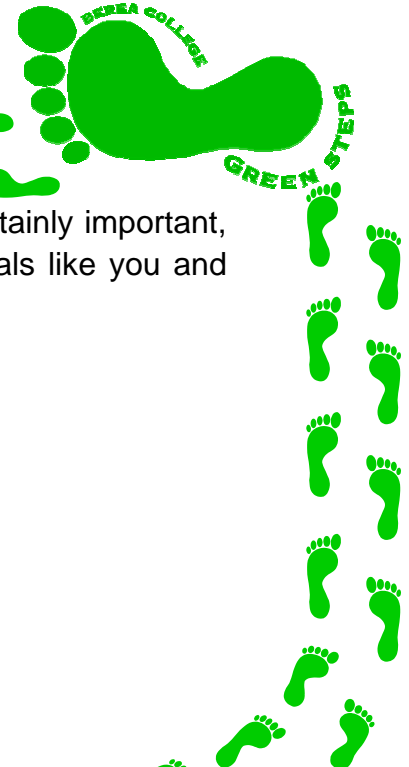 BEREA COLLEGE
GREEN STEPS
tainly important,
als like you and